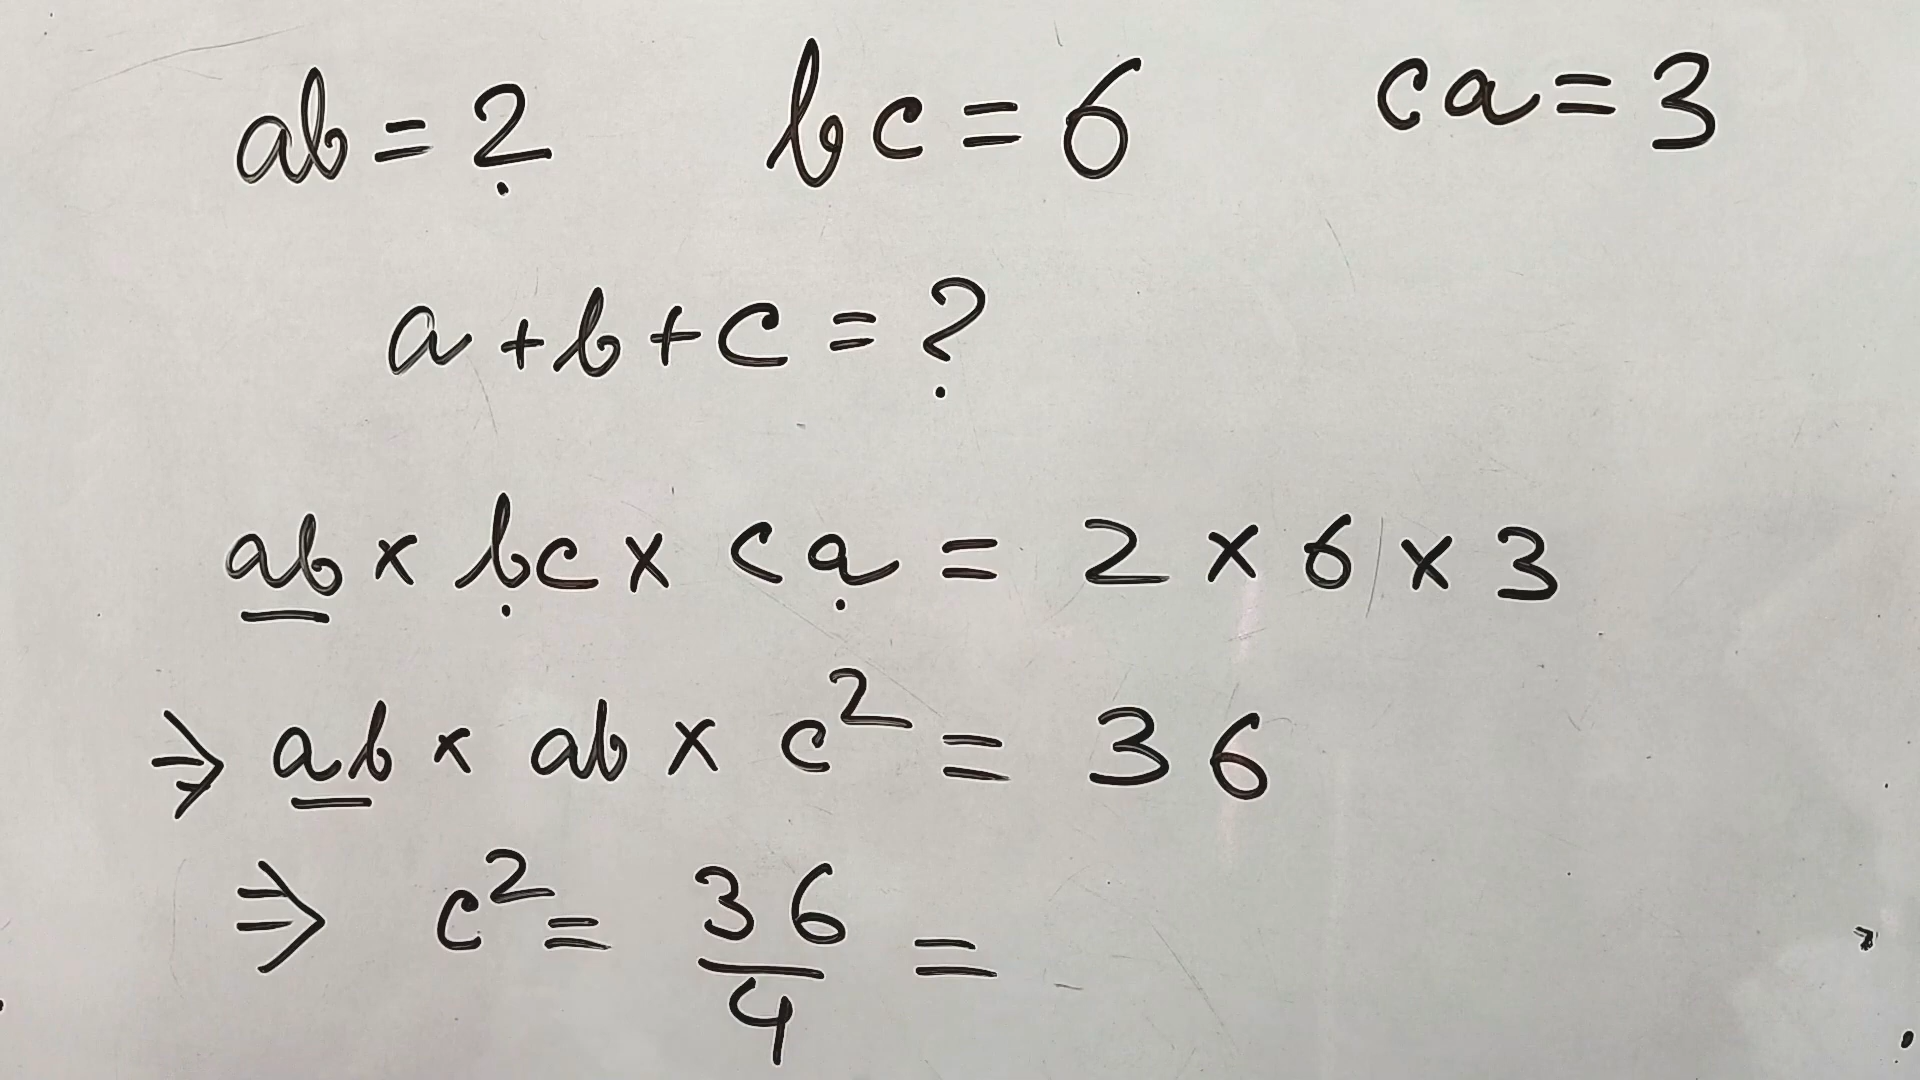 ab = 2 bc = 6 ca = 3
a + b + c = ?
ab × bc × ca = 2 × 6 × 3
⇒ ab × ab × c² = 36
⇒ c² = 36/4 =